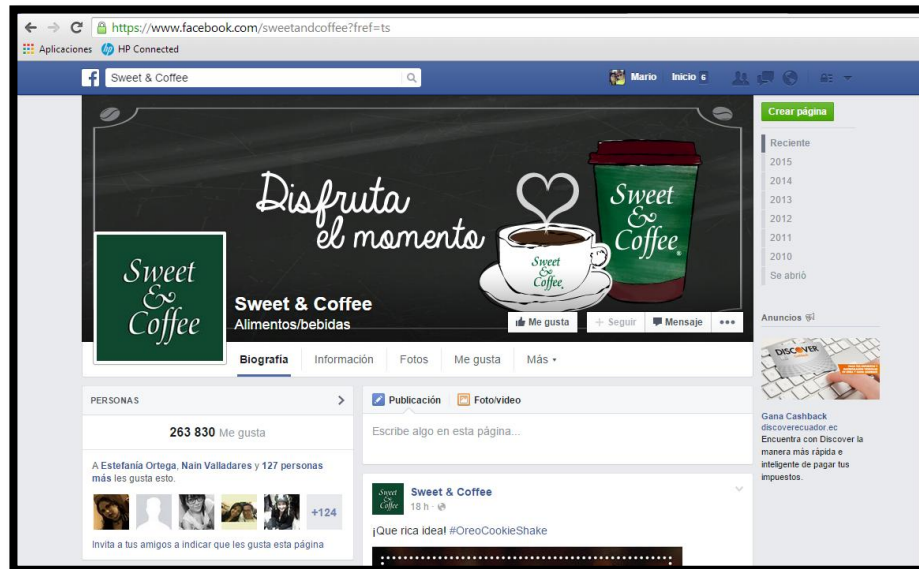 https://www.facebook.com/sweetandcoffee?fref=ts
Aplicaciones HP Connected
Sweet & Coffee
Mario Inicio 6
Crear página
Reciente
2015
2014
2013
2012
2011
2010
Se abrió
Disfruta
el momento
Sweet
&
Coffee
Sweet
&
Coffee
Sweet
&
Coffee
Sweet & Coffee
Alimentos/bebidas
Me gusta + Seguir Mensaje
Biografía Información Fotos Me gusta Más
Anuncios
DISCOVER
Gana Cashback
discoverecuador.ec
Encuentra con Discover la
manera más rápida e
inteligente de pagar tus
impuestos.
PERSONAS
263 830 Me gusta
A Estefanía Ortega, Nain Valladares y 127 personas
más les gusta esto.
+124
Invita a tus amigos a indicar que les gusta esta página
Publicación Foto/video
Escribe algo en esta página...
Sweet
&
Coffee
Sweet & Coffee
18 h ·
¡Que rica idea! #OreoCookieShake